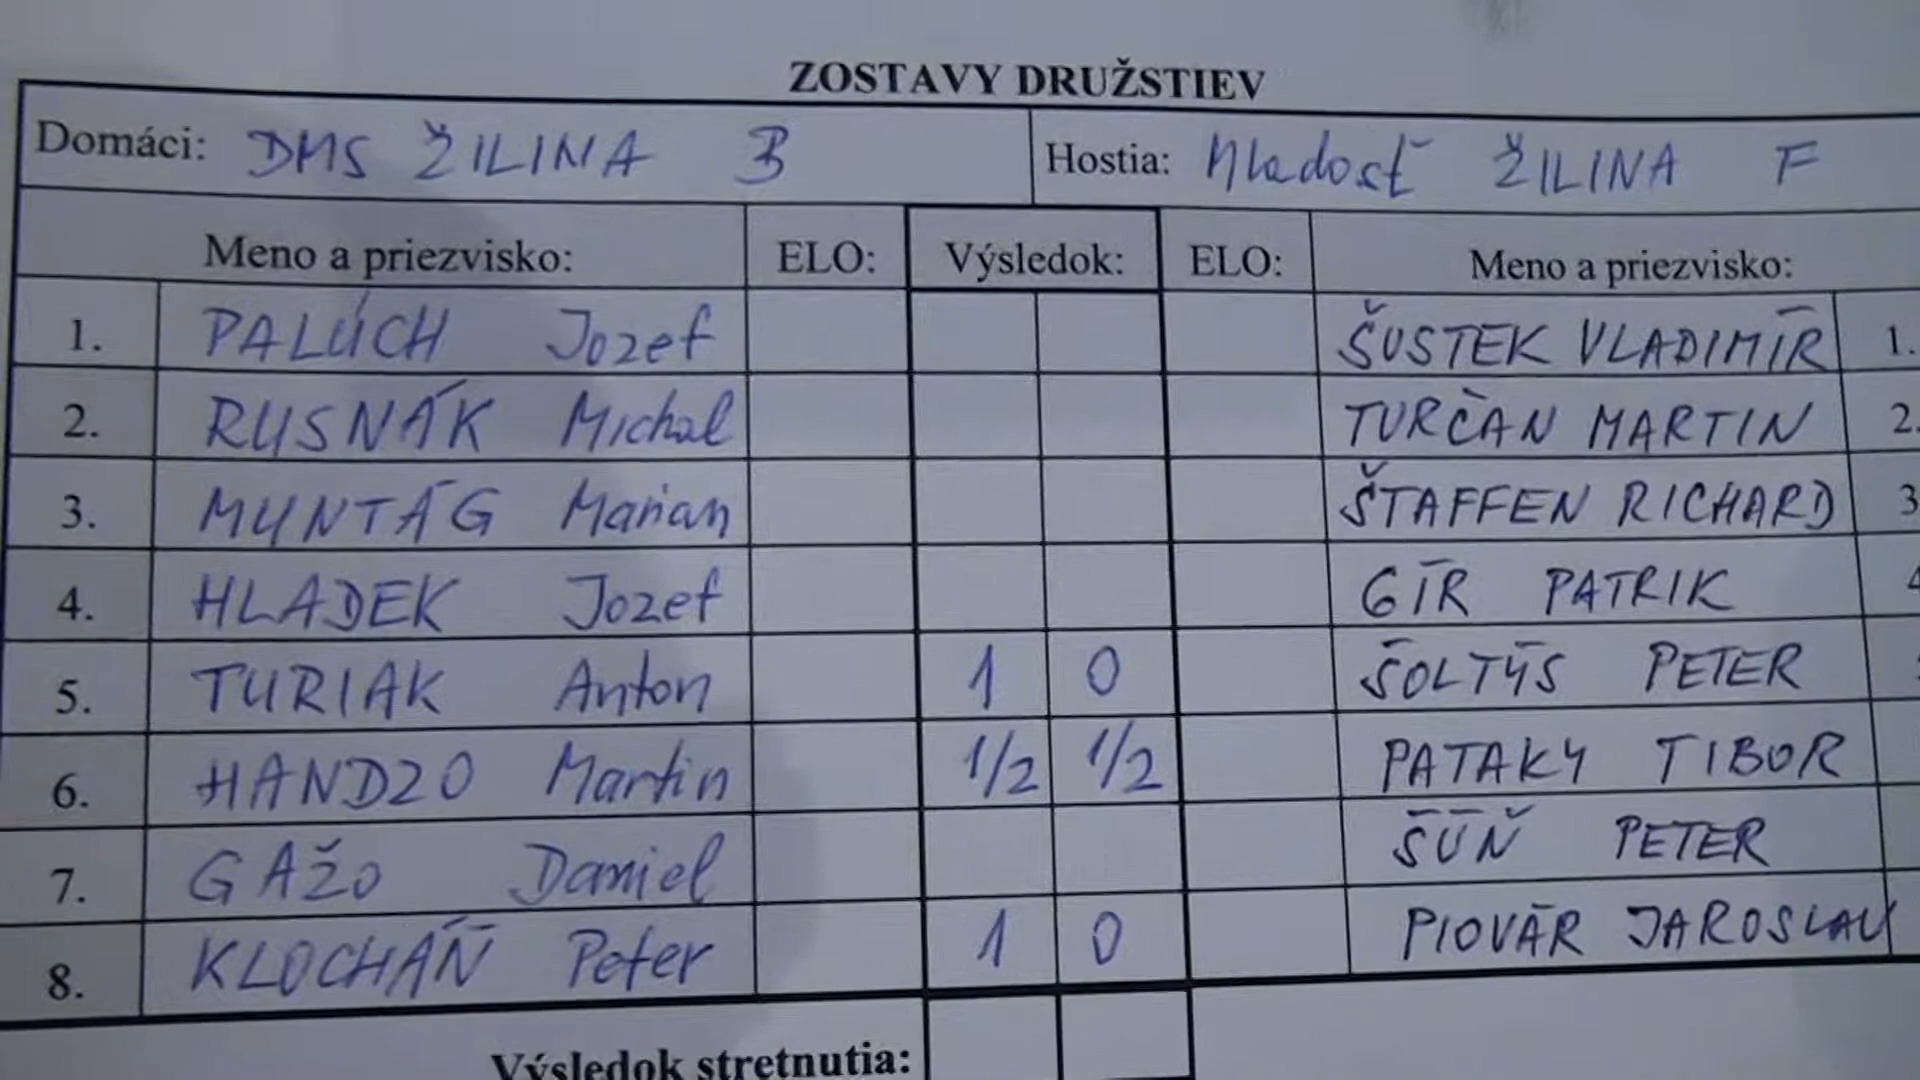 ZOSTAVY DRUŽSTIEV
Domáci: DMS ŽILINA B Hostia: Mladosť ŽILINA F
Meno a priezvisko: ELO: Výsledok: ELO: Meno a priezvisko:
1. PALÚCH Jozef ŠUSTEK VLADIMÍR 1.
2. RUSNÁK Michal TURČAN MARTIN 2.
3. MUNTÁG Marian ŠTAFFEN RICHARD 3
4. HLADEK Jozef GÍR PATRIK 4
5. TURIAK Anton 1 0 ŠOLTÝS PETER
6. HANDZO Martin 1/2 1/2 PATAKY TIBOR
7. GAŽO Daniel ŠÚŇ PETER
8. KLOCHÁŇ Peter 1 0 PIOVÁR JAROSLAV
Výsledok stretnutia: